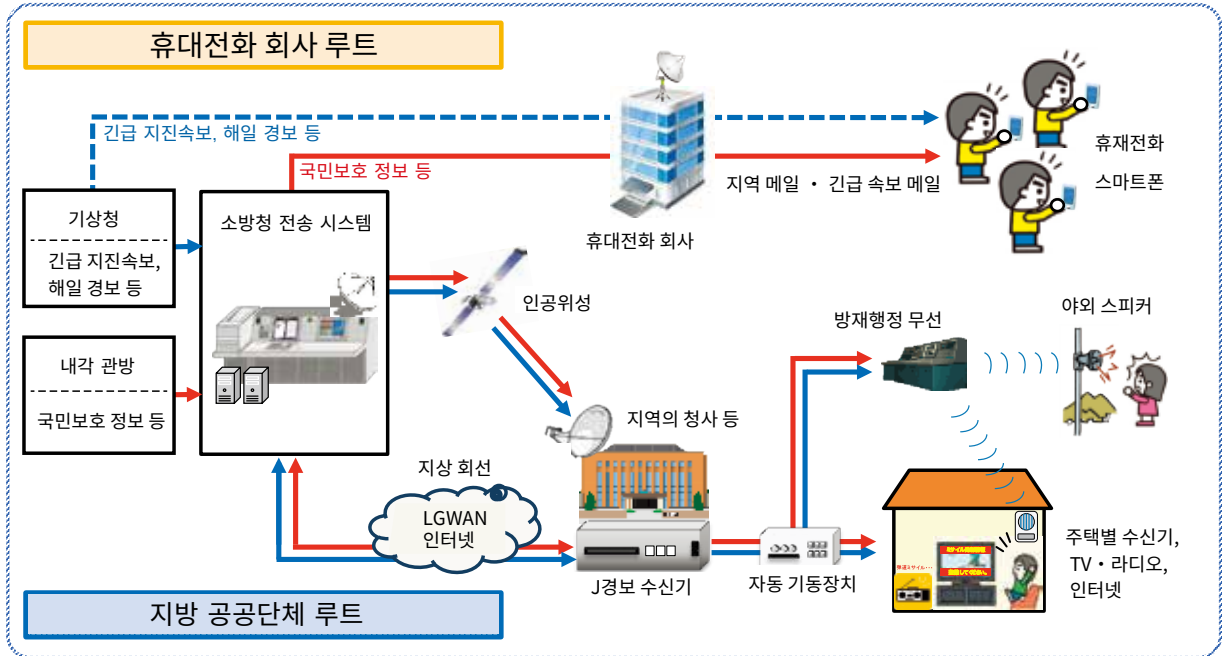 휴대전화 회사 루트
긴급 지진속보, 해일 경보 등
국민보호 정보 등
지역 메일 ・ 긴급 속보 메일
휴대전화 회사
휴재전화
스마트폰
기상청
긴급 지진속보,
해일 경보 등
내각 관방
국민보호 정보 등
소방청 전송 시스템
인공위성
지역의 청사 등
방재행정 무선
야외 스피커
지상 회선
LGWAN
인터넷
J경보 수신기
자동 기동장치
주택별 수신기,
TV・라디오,
인터넷
지방 공공단체 루트